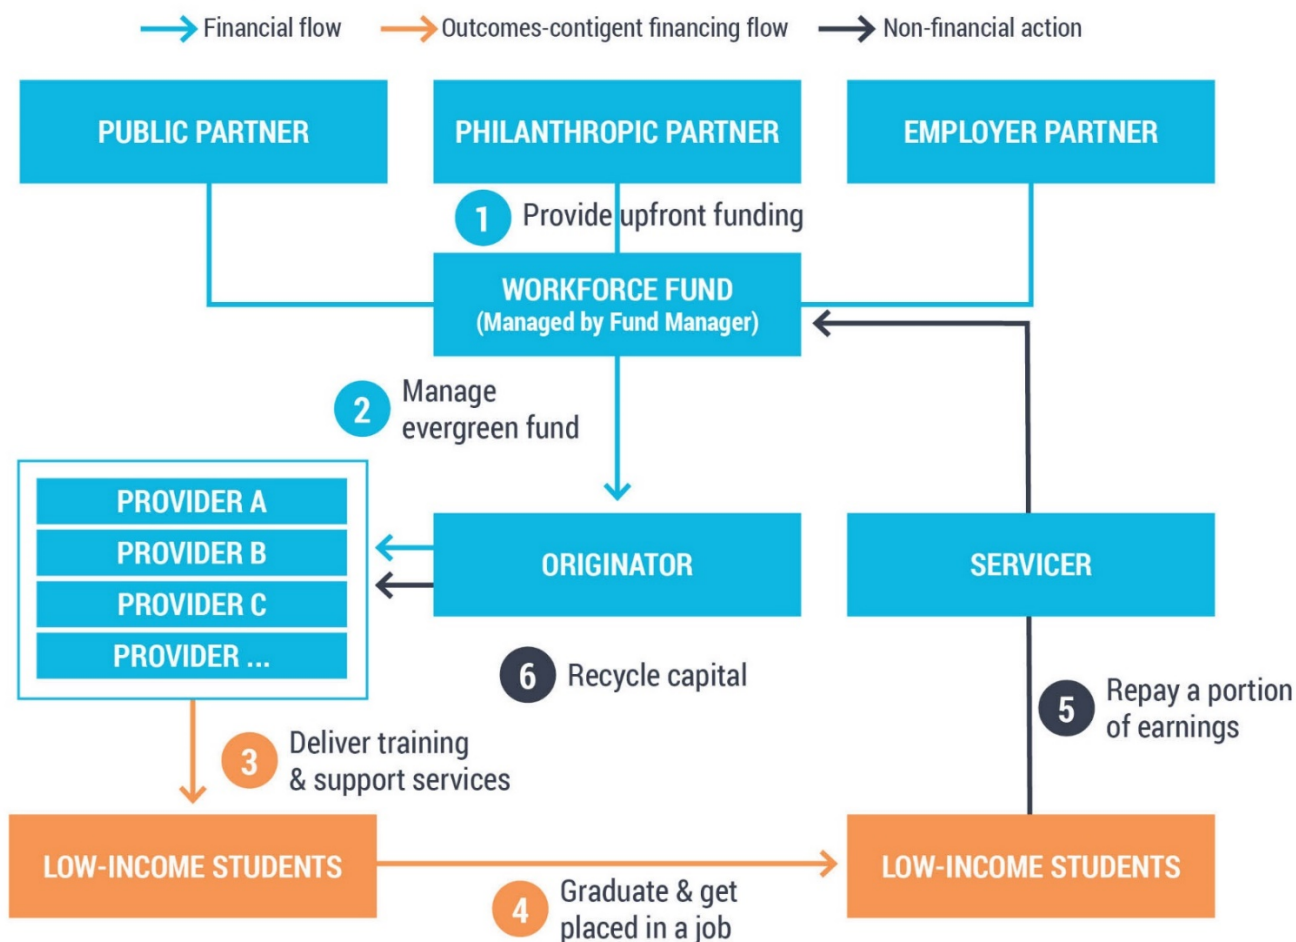 Financial flow
Outcomes-contigent financing flow
Non-financial action
PUBLIC PARTNER
PHILANTHROPIC PARTNER
EMPLOYER PARTNER
1
Provide upfront funding
WORKFORCE FUND
(Managed by Fund Manager)
2
Manage
evergreen fund
PROVIDER A
PROVIDER B
PROVIDER C
PROVIDER ...
ORIGINATOR
SERVICER
6
Recycle capital
5
Repay a portion
of earnings
3
Deliver training
& support services
LOW-INCOME STUDENTS
LOW-INCOME STUDENTS
4
Graduate & get
placed in a job